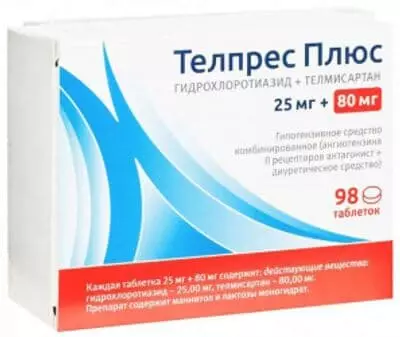 Телпрес Плюс
ГИДРОХЛОРОТИАЗИД + ТЕЛМИСАРТАН
25 мг + 80 мг
Гипотензивное средство
комбинированное (ангиотензина
II рецепторов антагонист +
диуретическое средство)
98
таблеток
Каждая таблетка 25 мг + 80 мг содержит: действующие вещества:
гидрохлоротиазид – 25,00 мг, телмисартан – 80,00 мг.
Препарат содержит маннитол и лактозы моногидрат.